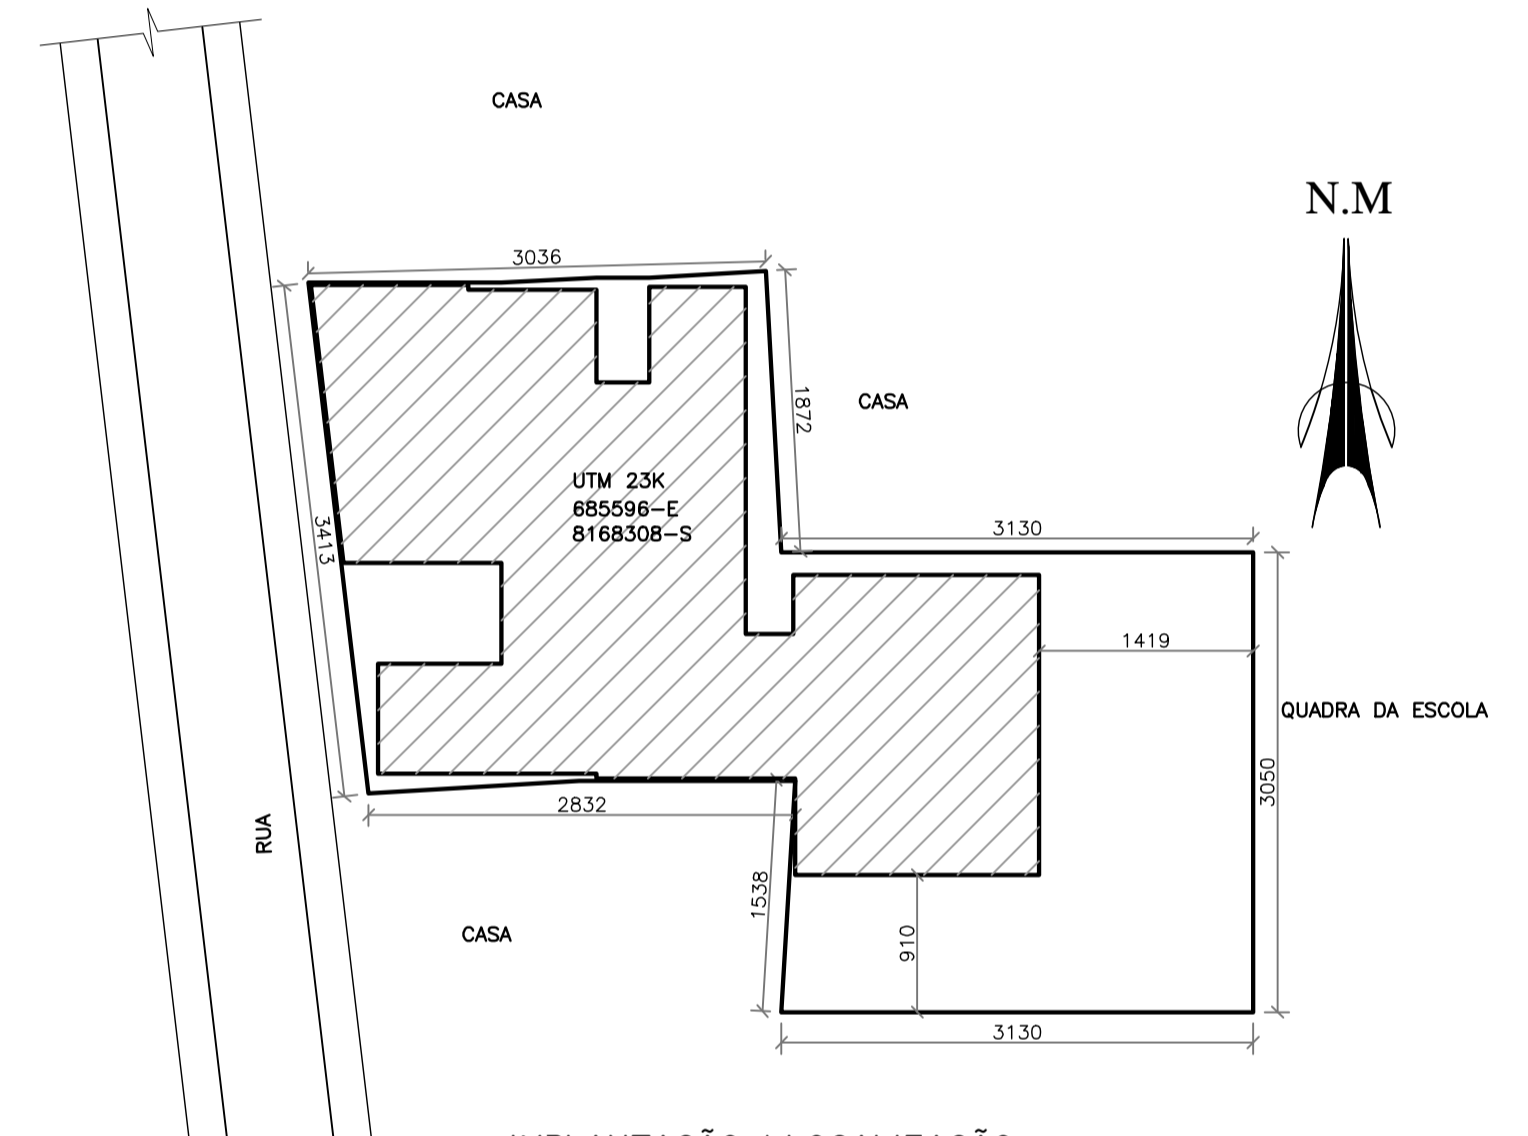 CASA
N.M
3036
1872
CASA
UTM 23K
685596-E
8168308-S
3413
3130
1419
QUADRA DA ESCOLA
3050
RUA
2832
1538
CASA
910
3130